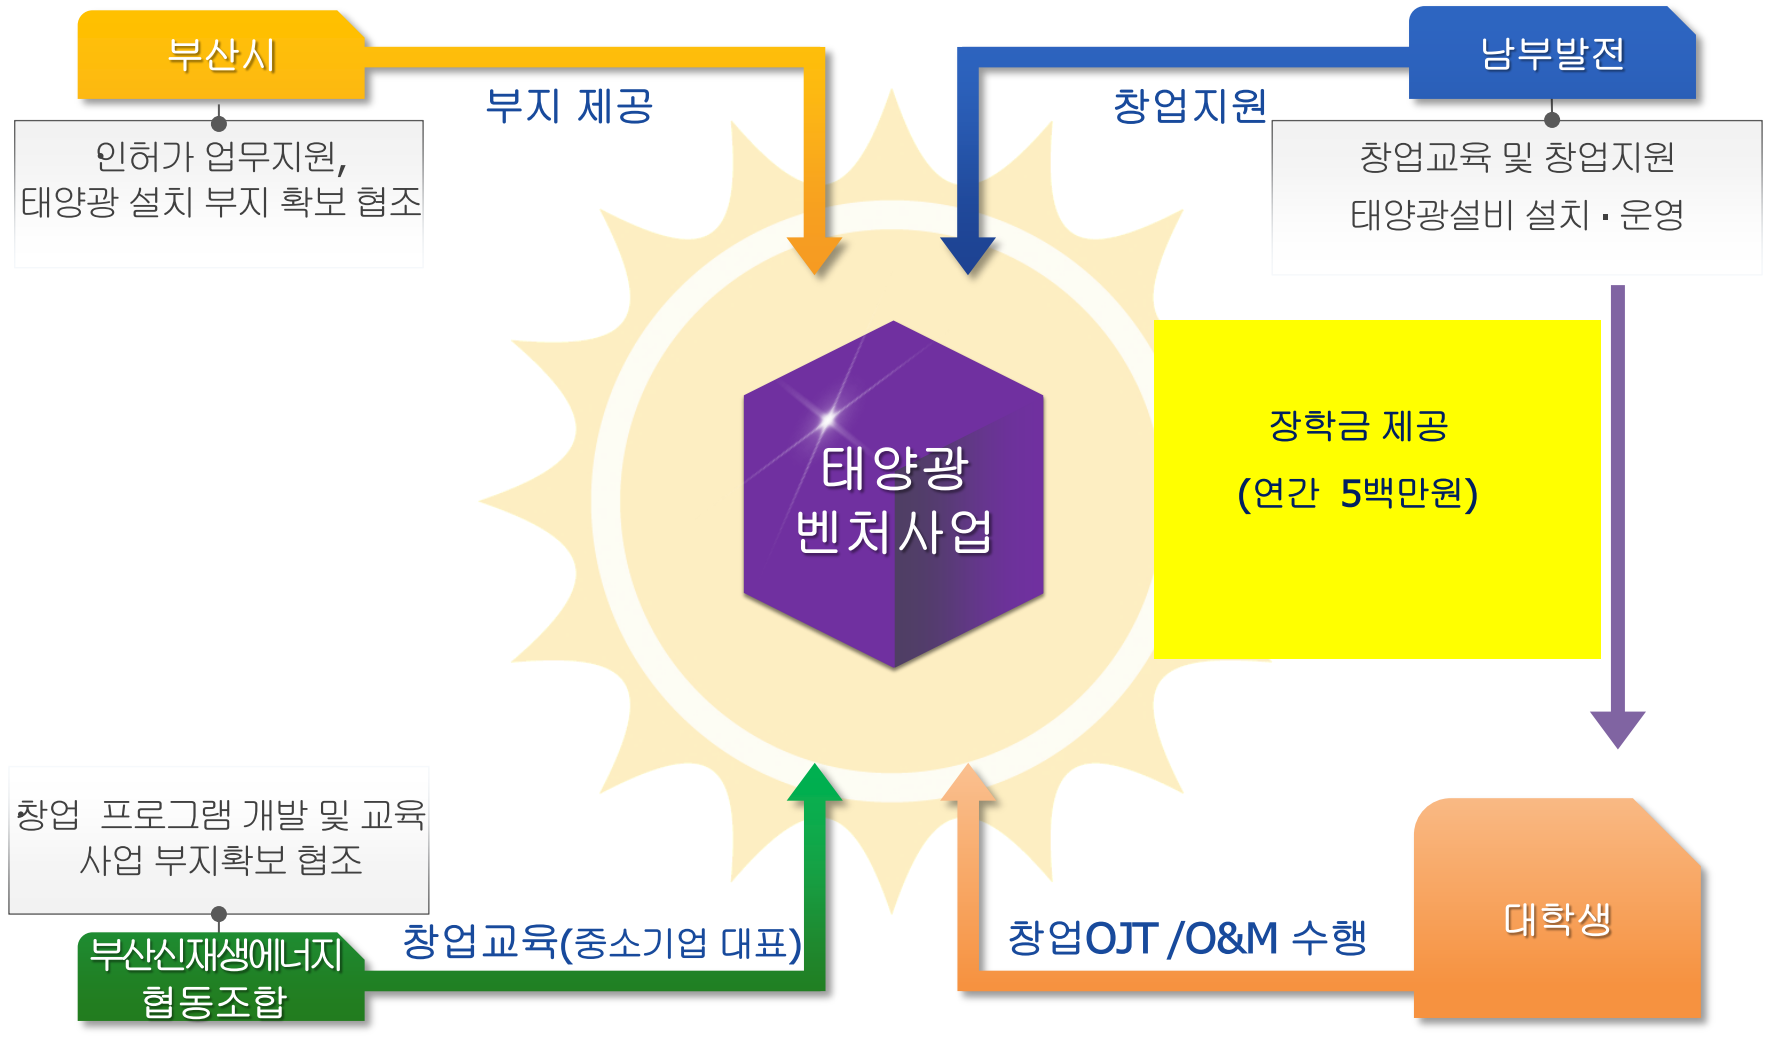 부산시
부지 제공
인허가 업무지원,
태양광 설치 부지 확보 협조
남부발전
창업지원
창업교육 및 창업지원
태양광설비 설치 · 운영
태양광
벤처사업
장학금 제공
(연간 5백만원)
창업 프로그램 개발 및 교육
사업 부지확보 협조
부산신재생에너지
협동조합
창업교육(중소기업 대표)
창업OJT /O&M 수행
대학생